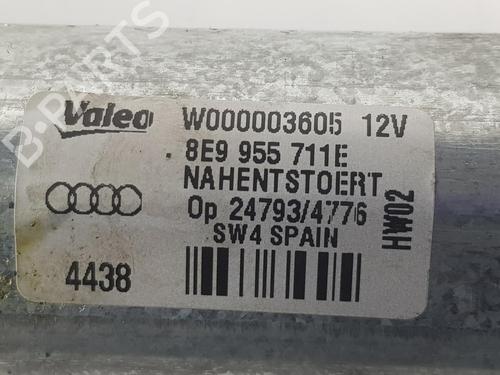 B-PARTS
Valeo W000003605 12V
8E9 955 711E
NAHENTSTOERT
Op 24793/4776
SW4 SPAIN
4438
HW02